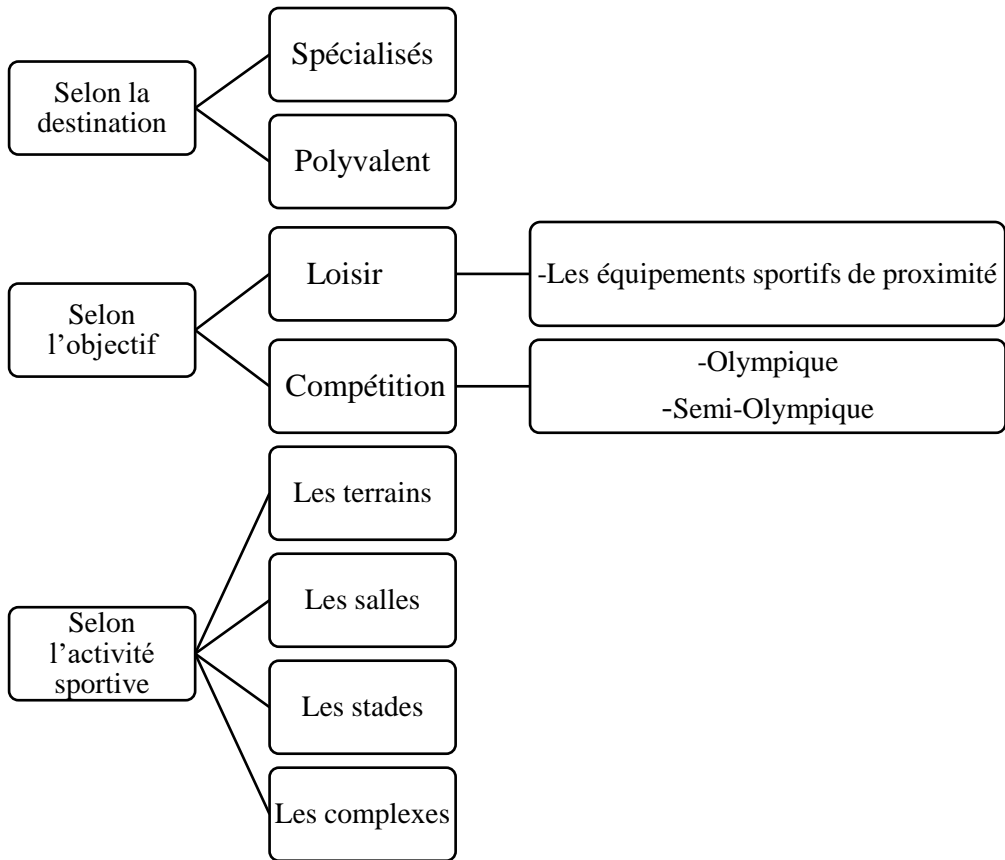 Selon la
destination
Spécialisés
Polyvalent
Selon
l’objectif
Loisir
-Les équipements sportifs de proximité
Compétition
-Olympique
-Semi-Olympique
Selon
l’activité
sportive
Les terrains
Les salles
Les stades
Les complexes